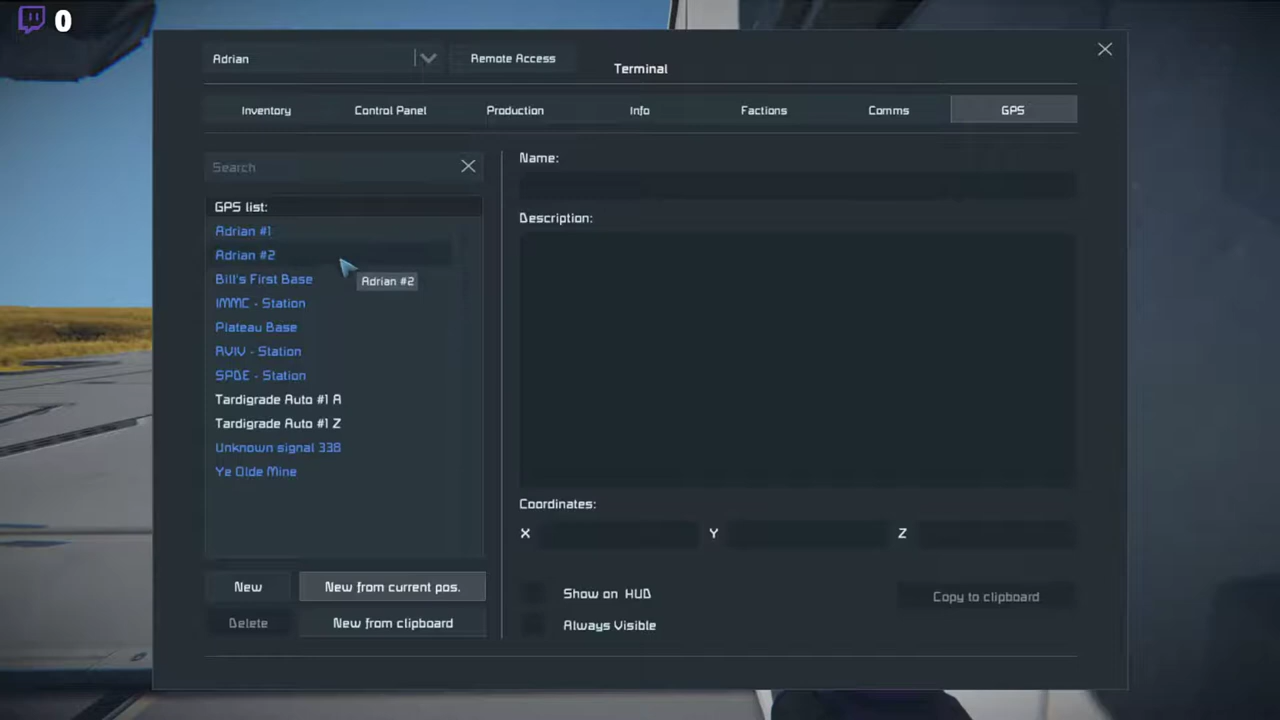 0
Adrian
Remote Access
Terminal
Inventory
Control Panel
Production
Info
Factions
Comms
GPS
Search
GPS list:
Adrian #1
Adrian #2
Adrian #2
Bill's First Base
IMMC - Station
Plateau Base
RVIV - Station
SPDE - Station
Tardigrade Auto #1 A
Tardigrade Auto #1 Z
Unknown signal 338
Ye Olde Mine
New
New from current pos.
Delete
New from clipboard
Name:
Description:
Coordinates:
X
Y
Z
Show on HUD
Always Visible
Copy to clipboard